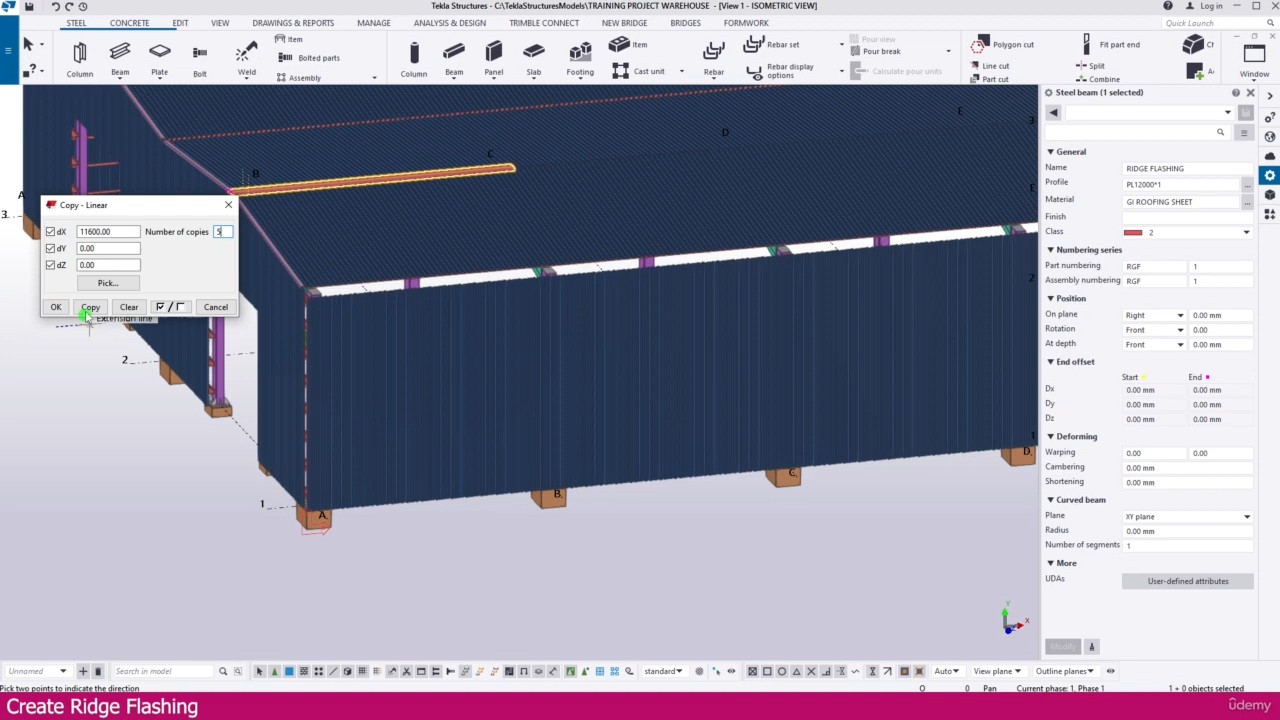 Tekla Structures - C:\TeklaStructuresModels\TRAINING PROJECT WAREHOUSE - [View 1 - ISOMETRIC VIEW]
Log in
STEEL CONCRETE EDIT VIEW DRAWINGS & REPORTS MANAGE ANALYSIS & DESIGN TRIMBLE CONNECT NEW BRIDGE BRIDGES FORMWORK
Quick Launch
Column Beam Plate Bolt Weld
Item
Bolted parts
Assembly
Column Beam Panel Slab Footing
Item
Cast unit
Rebar
Rebar set
Rebar display options
Pour view
Pour break
Calculate pour units
Polygon cut
Line cut
Part cut
Fit part end
Split
Combine
Window
Steel beam (1 selected)
General
Name RIDGE FLASHING
Profile PL12000*1
Material GI ROOFING SHEET
Finish
Class 2
Numbering series
Part numbering RGF 1
Assembly numbering RGF 1
Position
On plane Right 0.00 mm
Rotation Front 0.00
At depth Front 0.00 mm
End offset
Start End
Dx 0.00 mm 0.00 mm
Dy 0.00 mm 0.00 mm
Dz 0.00 mm 0.00 mm
Deforming
Warping 0.00 0.00
Cambering 0.00 mm
Shortening 0.00 mm
Curved beam
Plane XY plane
Radius 0.00 mm
Number of segments 1
More
UDAs User-defined attributes
Modify
Copy - Linear
dX 11600.00 Number of copies 5
dY 0.00
dZ 0.00
Pick...
OK Copy Clear / Cancel
Extension line
A
3
B
C
D
E
3
E
2
2
1
1
A
B
C
D
Y
X
Unnamed Search in model standard Auto View plane Outline planes
Pick two points to indicate the direction
O 0 Pan Current phase: 1, Phase 1 1 + 0 objects selected
Create Ridge Flashing
ûdemy